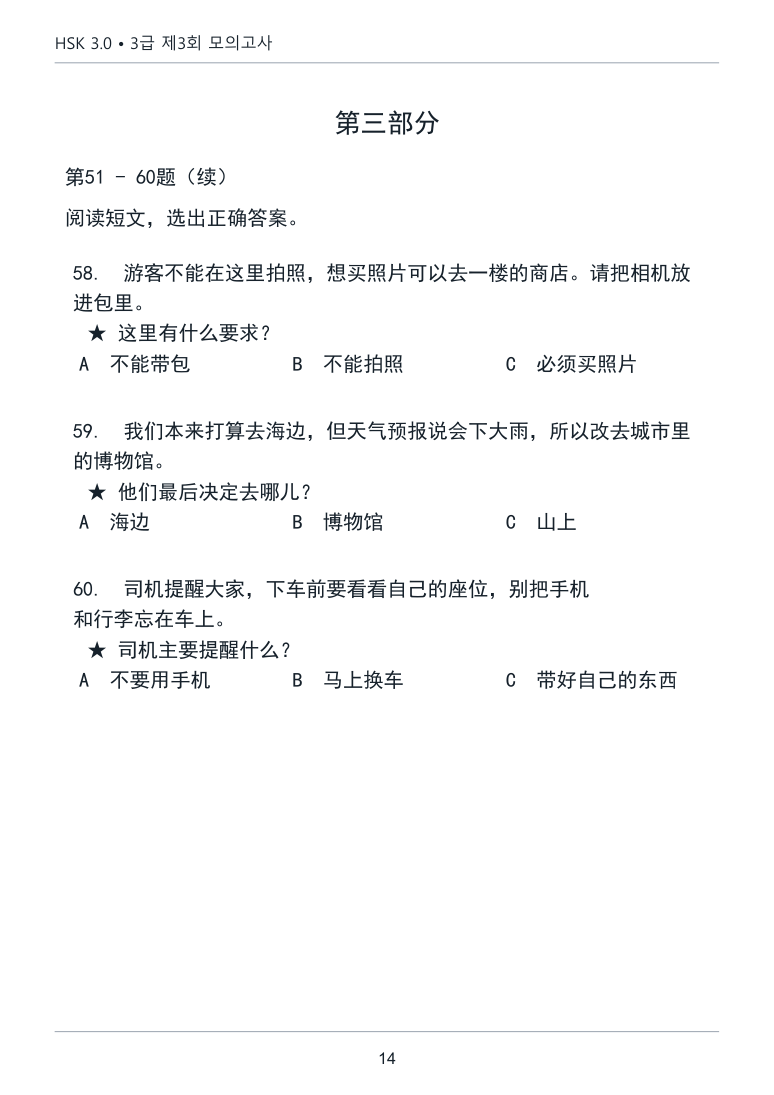 HSK 3.0 • 3급 제3회 모의고사
第三部分
第51 - 60题（续）
阅读短文，选出正确答案。
58. 游客不能在这里拍照，想买照片可以去一楼的商店。请把相机放
进包里。
★ 这里有什么要求？
A 不能带包 B 不能拍照 C 必须买照片
59. 我们本来打算去海边，但天气预报说会下大雨，所以改去城市里
的博物馆。
★ 他们最后决定去哪儿？
A 海边 B 博物馆 C 山上
60. 司机提醒大家，下车前要看看自己的座位，别把手机
和行李忘在车上。
★ 司机主要提醒什么？
A 不要用手机 B 马上换车 C 带好自己的东西
14